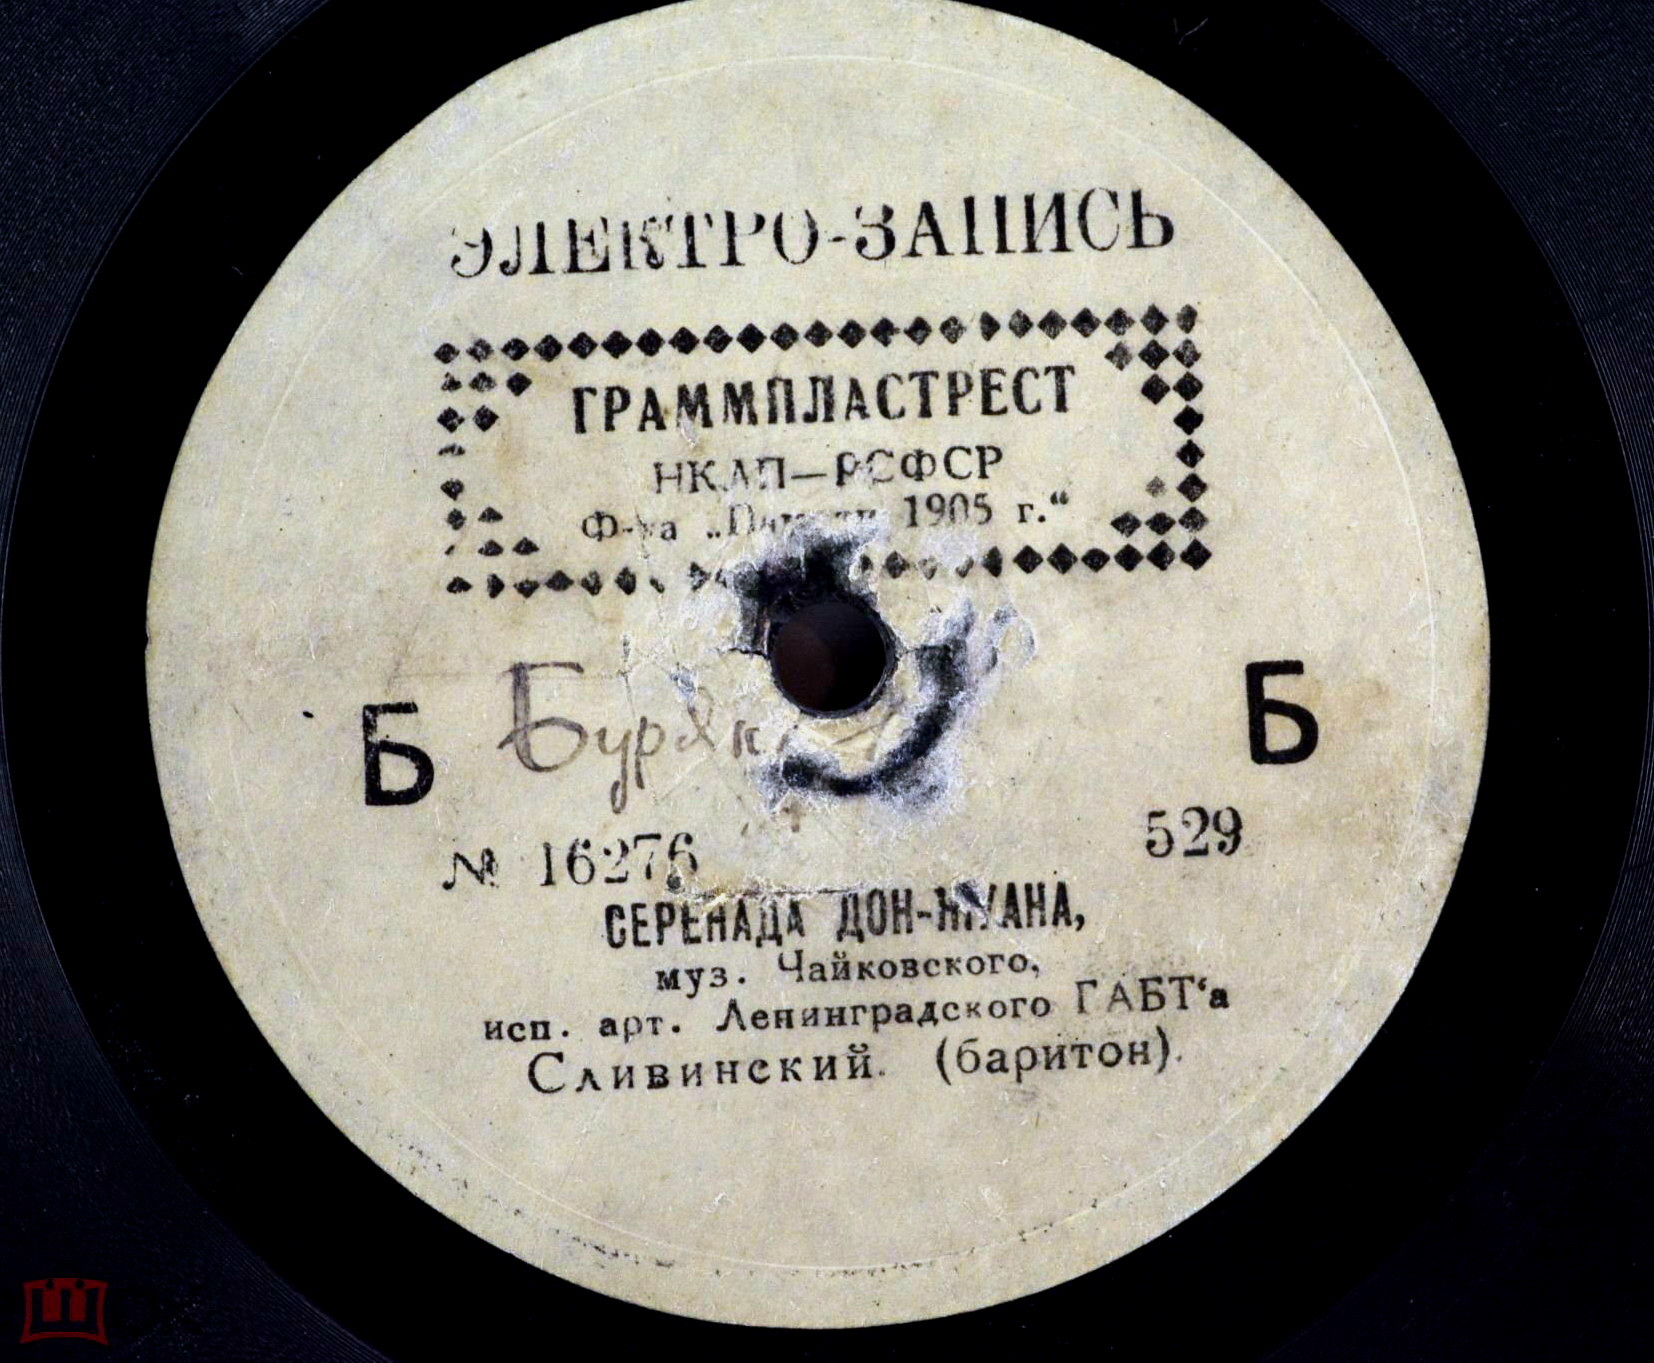 ЭЛЕКТРО-ЗАПИСЬ
ГРАММПЛАСТРЕСТ
НКЛП—РСФСР
Ф-ка „Памяти 1905 г.“
Б Б
№ 16276 529
СЕРЕНАДА ДОН-ЖУАНА,
муз. Чайковского,
исп. арт. Ленинградского ГАБТ‘а
Сливинский. (баритон).